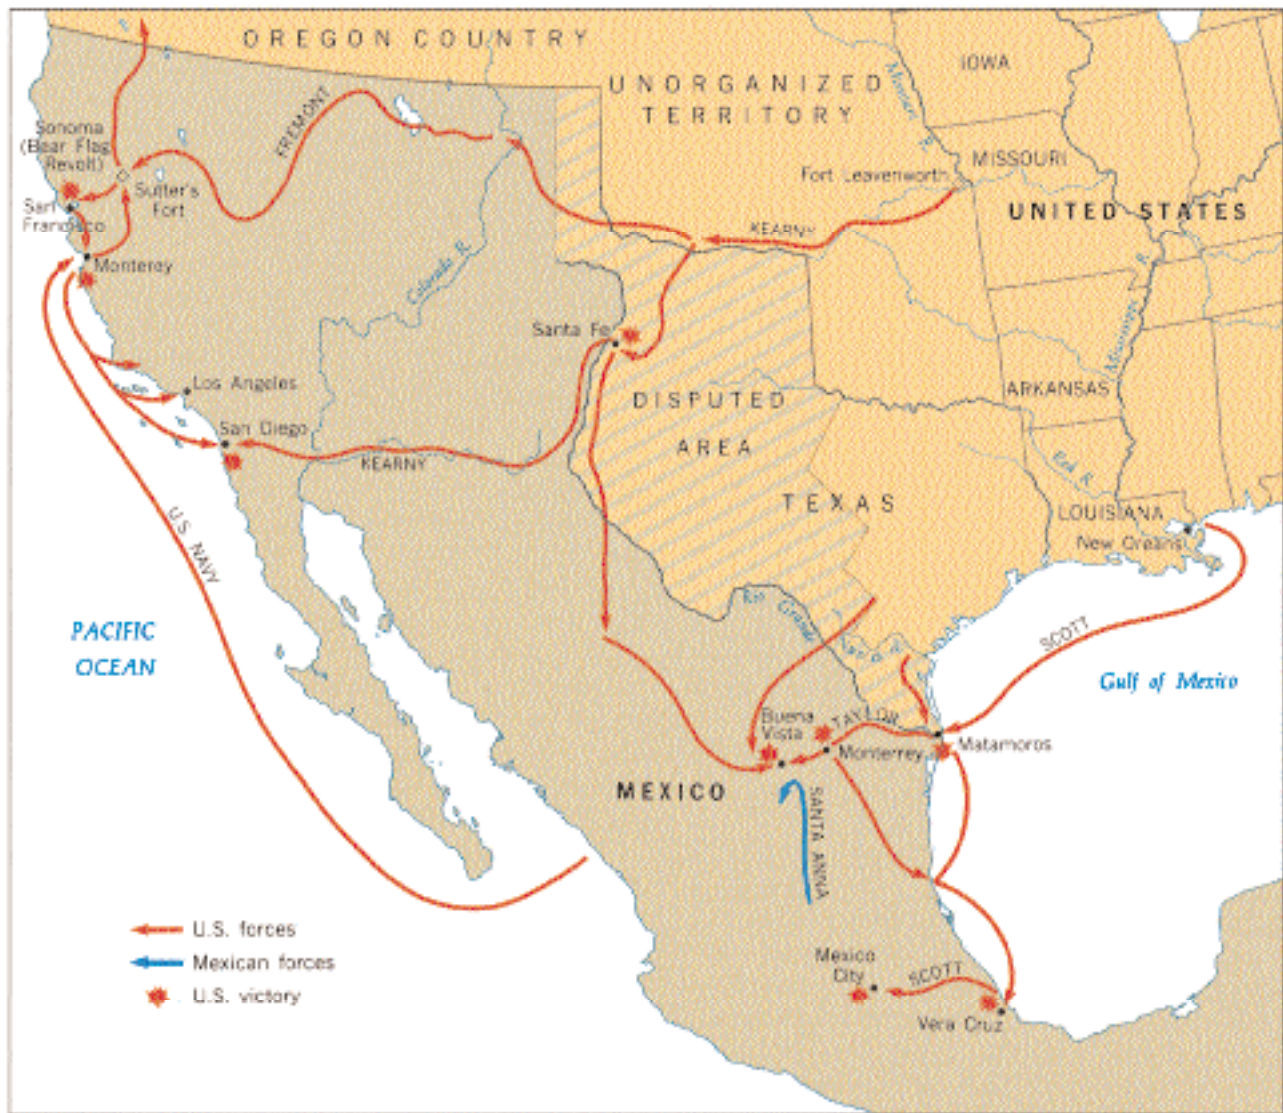 OREGON COUNTRY
UNORGANIZED
TERRITORY
IOWA
Missouri R.
FREMONT
Sonoma
(Bear Flag
Revolt)
MISSOURI
Fort Leavenworth
Sutter's
Fort
San
Francisco
UNITED STATES
KEARNY
Monterey
Colorado R.
Mississippi R.
Santa Fe
Los Angeles
ARKANSAS
DISPUTED
AREA
San Diego
KEARNY
Red R.
TEXAS
LOUISIANA
New Orleans
U.S. NAVY
Rio Grande
PACIFIC
OCEAN
SCOTT
Gulf of Mexico
Buena
Vista
TAYLOR
Monterrey
Matamoros
MEXICO
SANTA ANNA
U.S. forces
Mexican forces
U.S. victory
Mexico
City
SCOTT
Vera Cruz